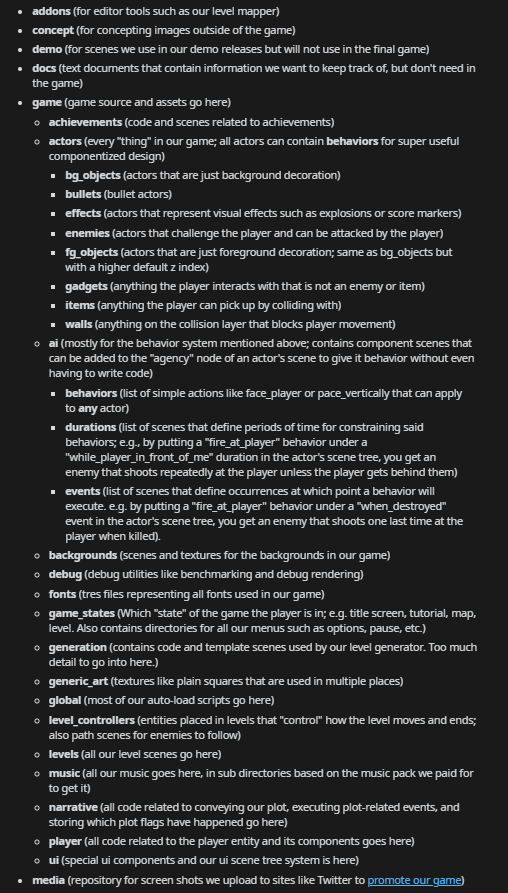 • addons (for editor tools such as our level mapper)
• concept (for concepting images outside of the game)
• demo (for scenes we use in our demo releases but will not use in the final game)
• docs (text documents that contain information we want to keep track of, but don't need in
the game)
• game (game source and assets go here)
◦ achievements (code and scenes related to achievements)
◦ actors (every "thing" in our game; all actors can contain behaviors for super useful
componentized design)
▪ bg_objects (actors that are just background decoration)
▪ bullets (bullet actors)
▪ effects (actors that represent visual effects such as explosions or score markers)
▪ enemies (actors that challenge the player and can be attacked by the player)
▪ fg_objects (actors that are just foreground decoration; same as bg_objects but
with a higher default z index)
▪ gadgets (anything the player interacts with that is not an enemy or item)
▪ items (anything the player can pick up by colliding with)
▪ walls (anything on the collision layer that blocks player movement)
◦ ai (mostly for the behavior system mentioned above; contains component scenes that
can be added to the "agency" node of an actor's scene to give it behavior without even
having to write code)
▪ behaviors (list of simple actions like face_player or pace_vertically that can apply
to any actor)
▪ durations (list of scenes that define periods of time for constraining said
behaviors; e.g., by putting a "fire_at_player" behavior under a
"while_player_in_front_of_me" duration in the actor's scene tree, you get an
enemy that shoots repeatedly at the player unless the player gets behind them)
▪ events (list of scenes that define occurrences at which point a behavior will
execute. e.g. by putting a "fire_at_player" behavior under a "when_destroyed"
event in the actor's scene tree, you get an enemy that shoots one last time at the
player when killed).
◦ backgrounds (scenes and textures for the backgrounds in our game)
◦ debug (debug utilities like benchmarking and debug rendering)
◦ fonts (tres files representing all fonts used in our game)
◦ game_states (Which "state" of the game the player is in; e.g. title screen, tutorial, map,
level. Also contains directories for all our menus such as options, pause, etc.)
◦ generation (contains code and template scenes used by our level generator. Too much
detail to go into here.)
◦ generic_art (textures like plain squares that are used in multiple places)
◦ global (most of our auto-load scripts go here)
◦ level_controllers (entities placed in levels that "control" how the level moves and ends;
also path scenes for enemies to follow)
◦ levels (all our level scenes go here)
◦ music (all our music goes here, in sub directories based on the music pack we paid for
to get it)
◦ narrative (all code related to conveying our plot, executing plot-related events, and
storing which plot flags have happened go here)
◦ player (all code related to the player entity and its components goes here)
◦ ui (special ui components and our ui scene tree system is here)
• media (repository for screen shots we upload to sites like Twitter to promote our game)